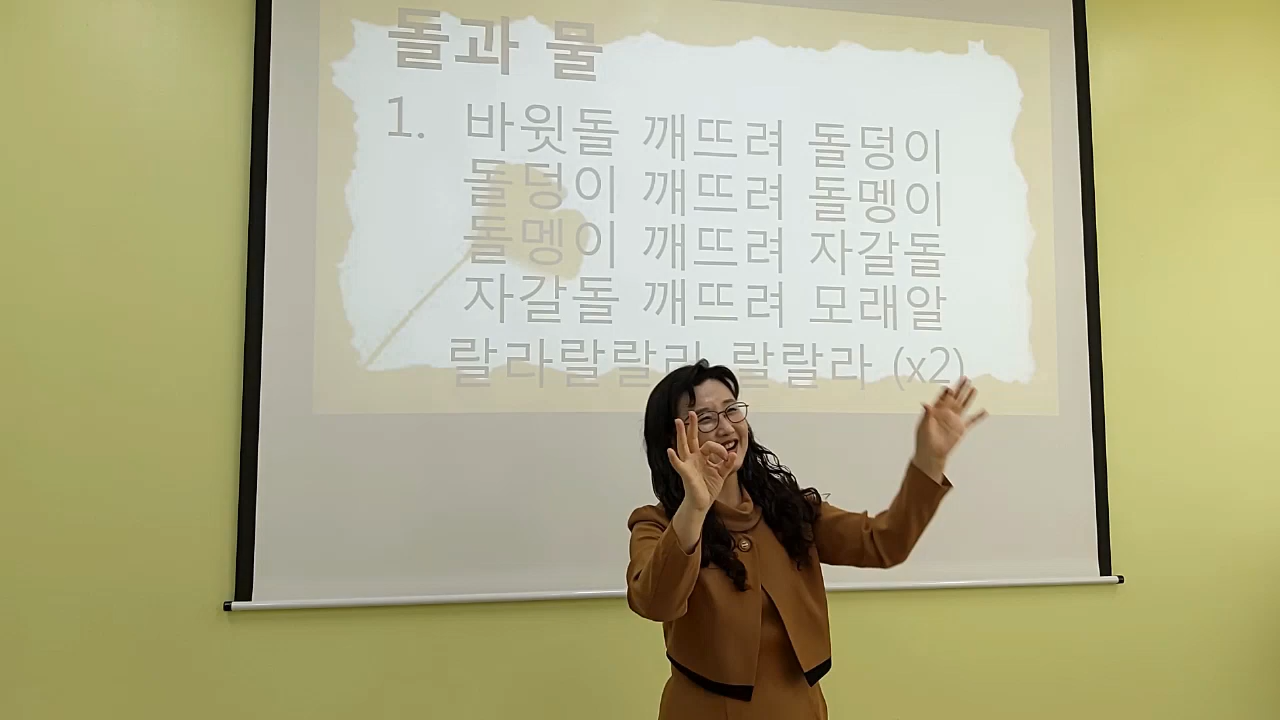 돌과 물
1. 바윗돌 깨뜨려 돌덩이
돌덩이 깨뜨려 돌멩이
돌멩이 깨뜨려 자갈돌
자갈돌 깨뜨려 모래알
랄라랄랄라 랄랄라 (x2)